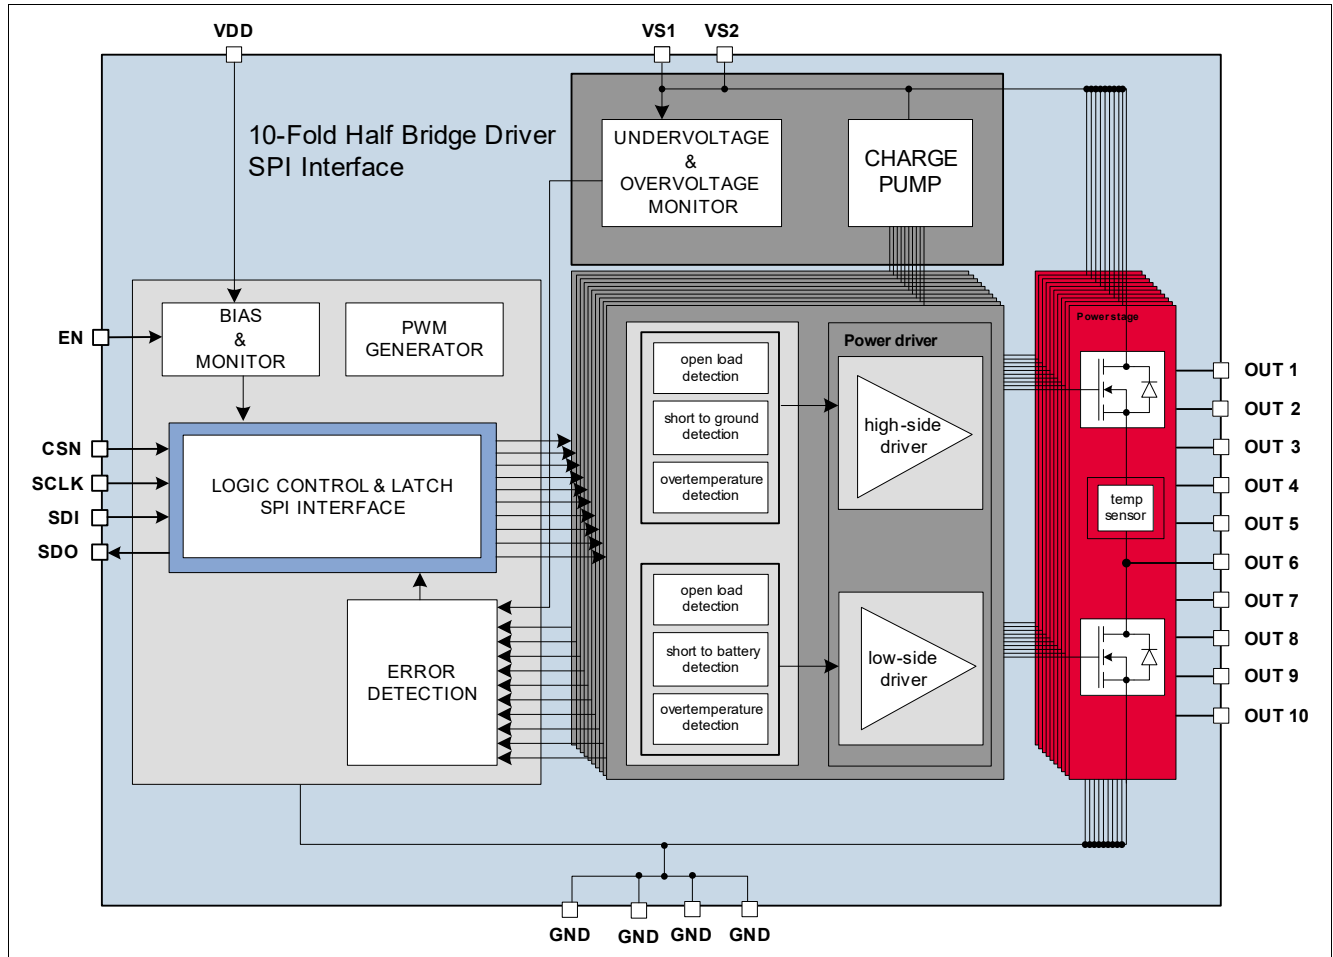 VDD
VS1
VS2
10-Fold Half Bridge Driver
SPI Interface
UNDERVOLTAGE
&
OVERVOLTAGE
MONITOR
CHARGE
PUMP
BIAS
&
MONITOR
PWM
GENERATOR
EN
CSN
SCLK
SDI
SDO
LOGIC CONTROL & LATCH
SPI INTERFACE
ERROR
DETECTION
open load
detection
short to ground
detection
overtemperature
detection
open load
detection
short to battery
detection
overtemperature
detection
Power driver
high-side
driver
low-side
driver
Power stage
temp
sensor
OUT 1
OUT 2
OUT 3
OUT 4
OUT 5
OUT 6
OUT 7
OUT 8
OUT 9
OUT 10
GND
GND
GND
GND